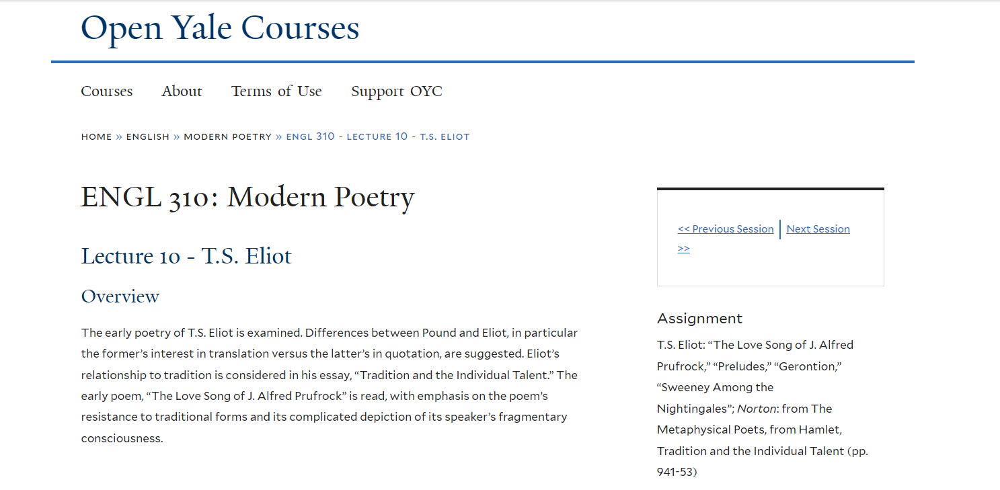 Open Yale Courses
Courses About Terms of Use Support OYC
HOME » ENGLISH » MODERN POETRY » ENGL 310 - LECTURE 10 - T.S. ELIOT
ENGL 310: Modern Poetry
Lecture 10 - T.S. Eliot
Overview
The early poetry of T.S. Eliot is examined. Differences between Pound and Eliot, in particular
the former’s interest in translation versus the latter’s in quotation, are suggested. Eliot’s
relationship to tradition is considered in his essay, “Tradition and the Individual Talent.” The
early poem, “The Love Song of J. Alfred Prufrock” is read, with emphasis on the poem’s
resistance to traditional forms and its complicated depiction of its speaker’s fragmentary
consciousness.
<< Previous Session | Next Session
>>
Assignment
T.S. Eliot: “The Love Song of J. Alfred
Prufrock,” “Preludes,” “Gerontion,”
“Sweeney Among the
Nightingales”; Norton: from The
Metaphysical Poets, from Hamlet,
Tradition and the Individual Talent (pp.
941-53)